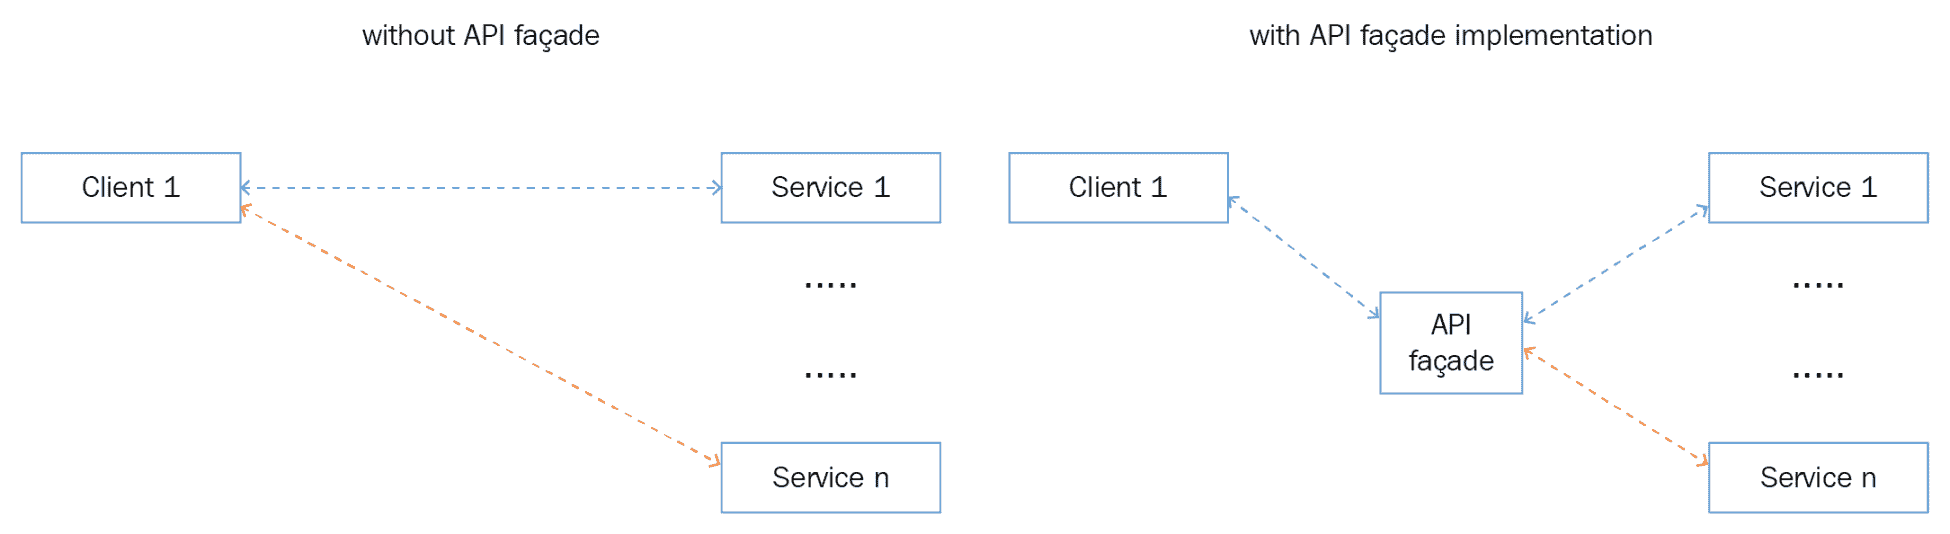 without API façade
with API façade implementation
Client 1
Service 1
.....
.....
Service n
Client 1
API
façade
Service 1
.....
.....
Service n